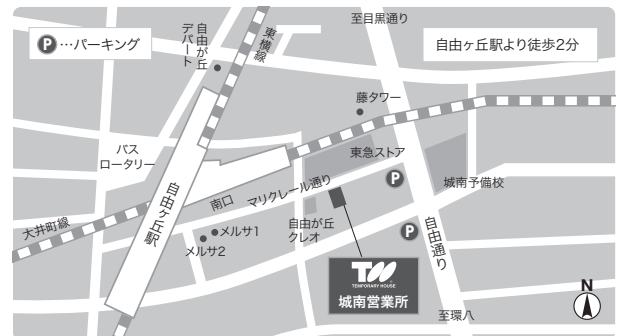 P…パーキング
自由が丘
デパート
東横線
至目黒通り
自由ヶ丘駅より徒歩2分
藤タワー
バス
ロータリー
東急ストア
P
城南予備校
マリクレール通り
南口
自由ヶ丘駅
大井町線
メルサ1
メルサ2
自由が丘
クレオ
P
自由通り
TM
TEMPORARY HOUSE
城南営業所
至環八
N